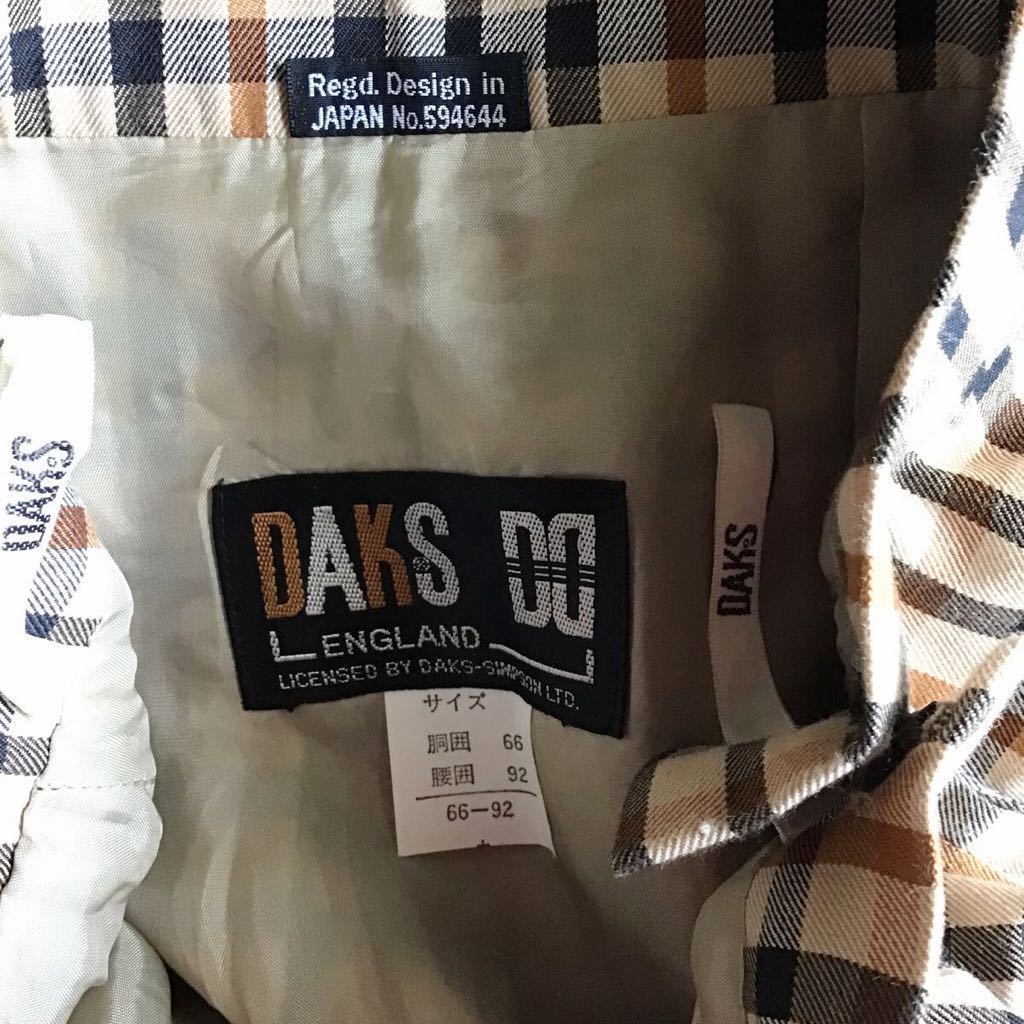 Regd. Design in
JAPAN No.594644
DAKS
DAKS
ENGLAND
LICENSED BY DAKS-SIMPSON LTD.
DAKS
サイズ
胴囲 66
腰囲 92
66-92